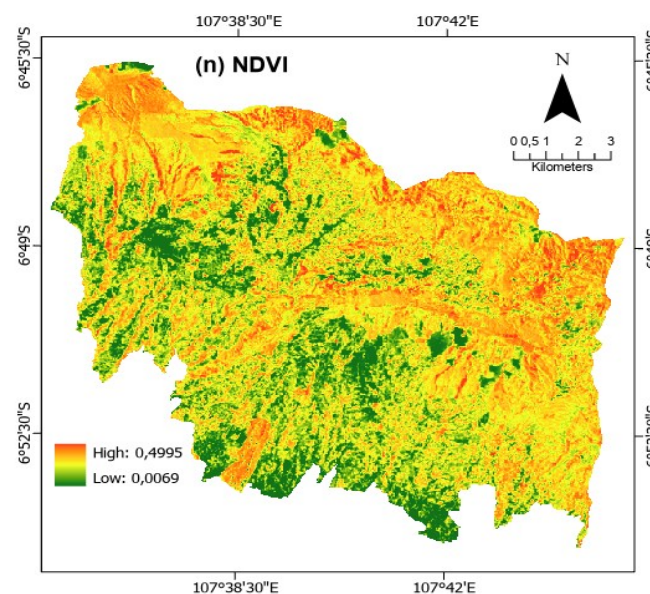 107°38'30"E 107°42'E
6°45'30"S
(n) NDVI
N
0 0,5 1 2 3
Kilometers
6°49'S
6°52'30"S
High: 0,4995
Low: 0,0069
107°38'30"E 107°42'E